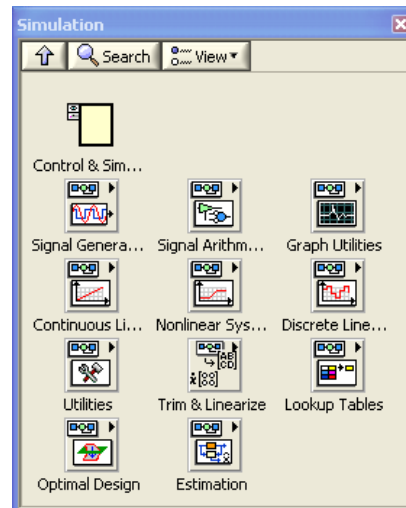 Simulation
Search View
Control & Sim...
Signal Genera... Signal Arithm... Graph Utilities
Continuous Li... Nonlinear Sys... Discrete Line...
Utilities Trim & Linearize Lookup Tables
Optimal Design Estimation